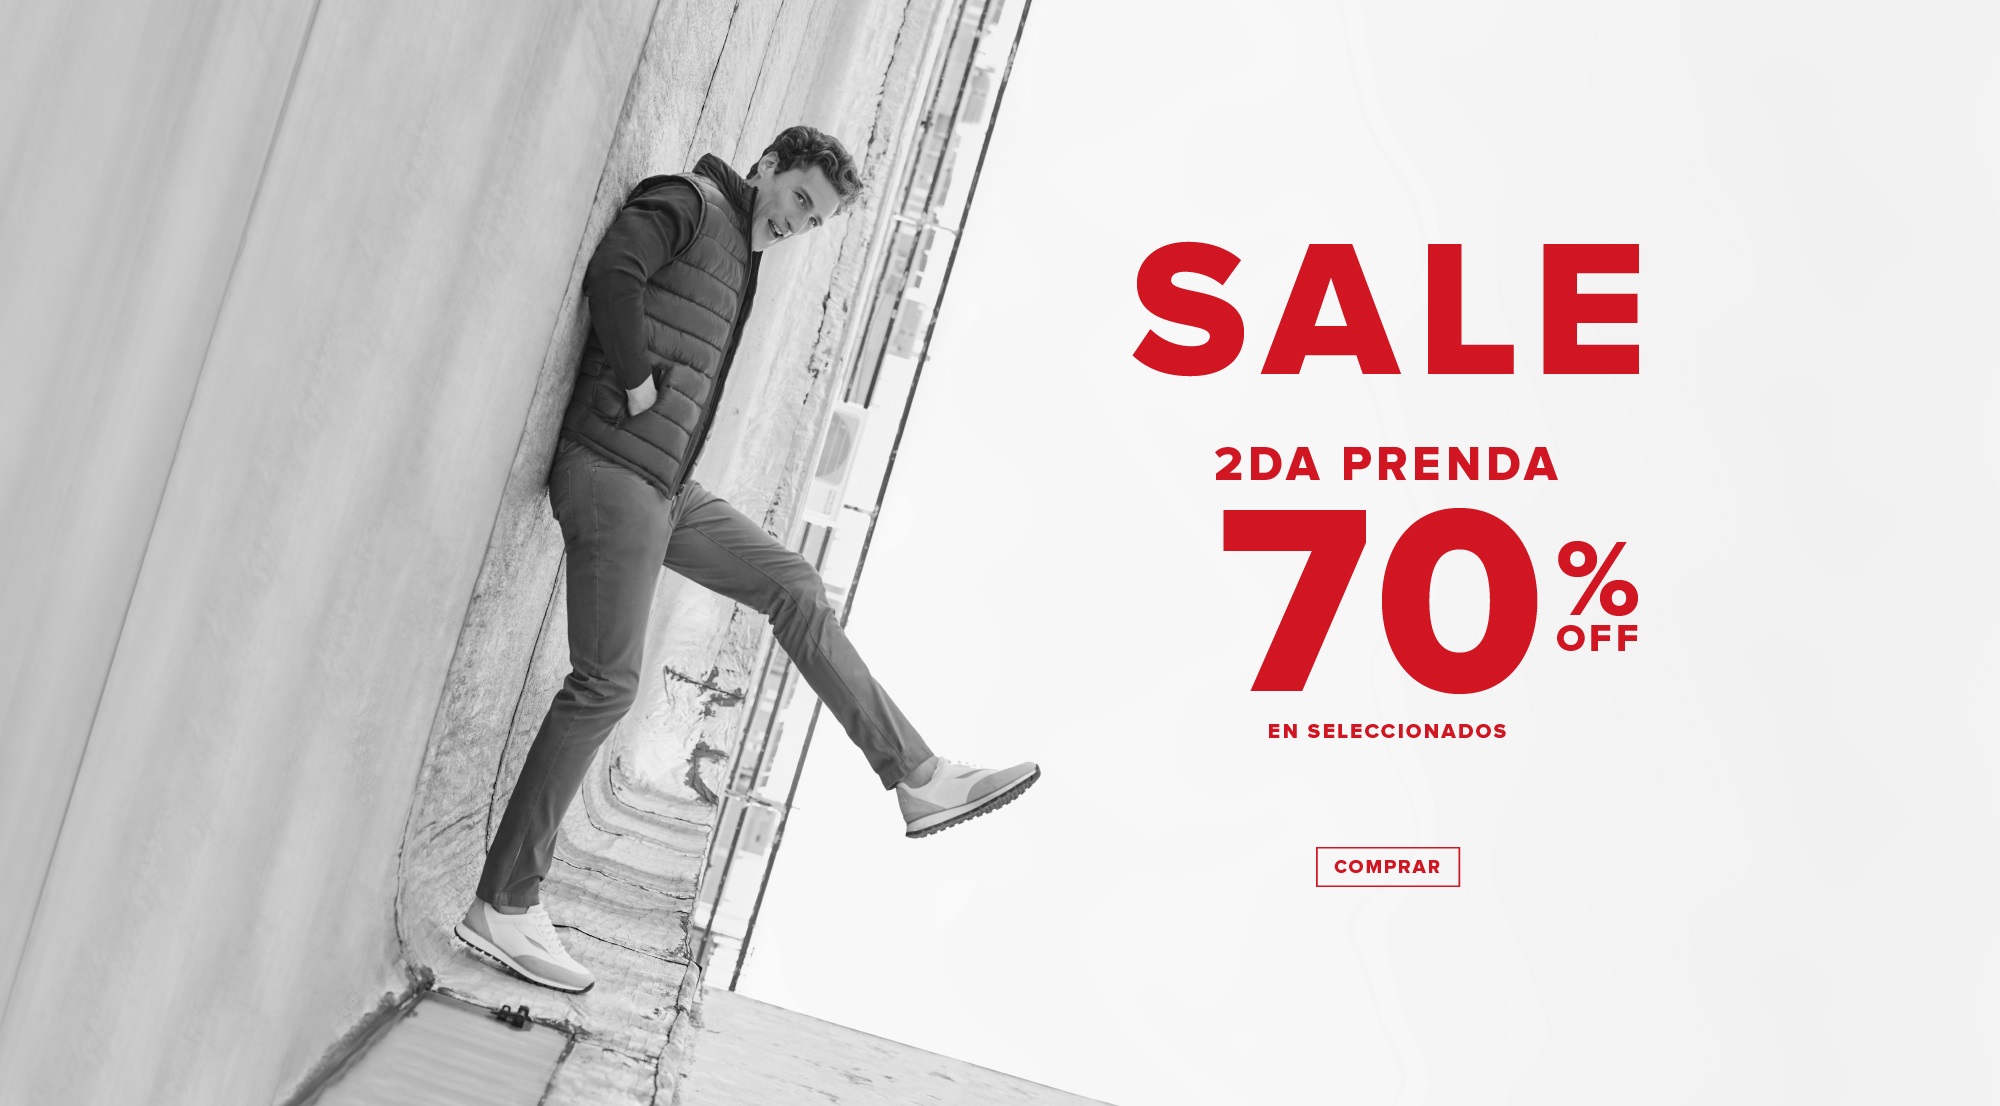 SALE
2DA PRENDA
70%
OFF
EN SELECCIONADOS
COMPRAR